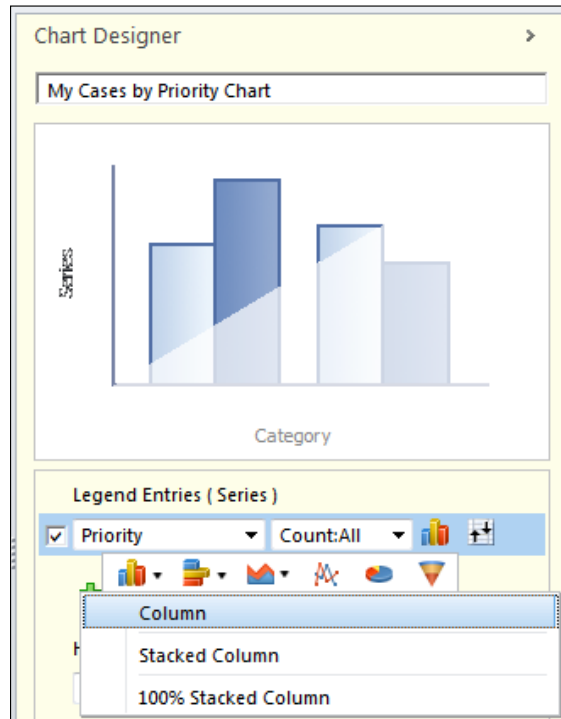 Chart Designer
My Cases by Priority Chart
Series
Category
Legend Entries ( Series )
Priority Count:All
Column
Stacked Column
100% Stacked Column